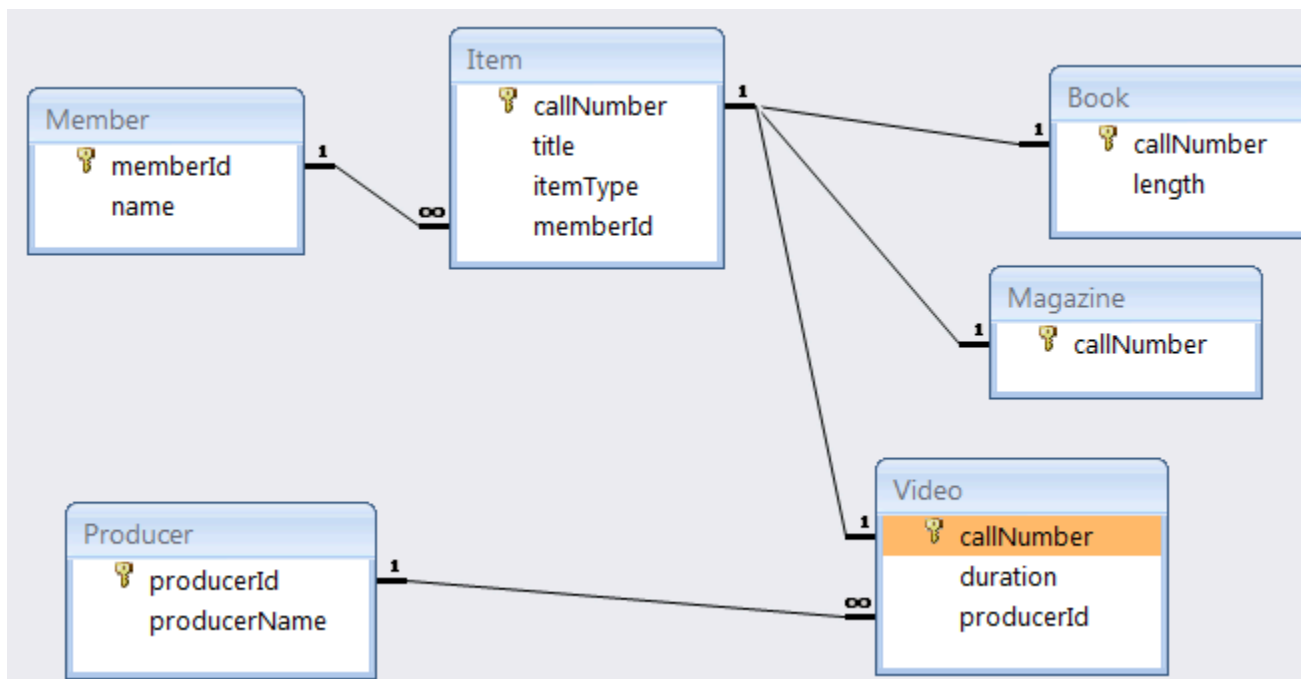 Member
memberId
name
1
∞
Item
callNumber
title
itemType
memberId
1
1
Book
callNumber
length
1
Magazine
callNumber
Producer
producerId
producerName
1
∞
1
Video
callNumber
duration
producerId